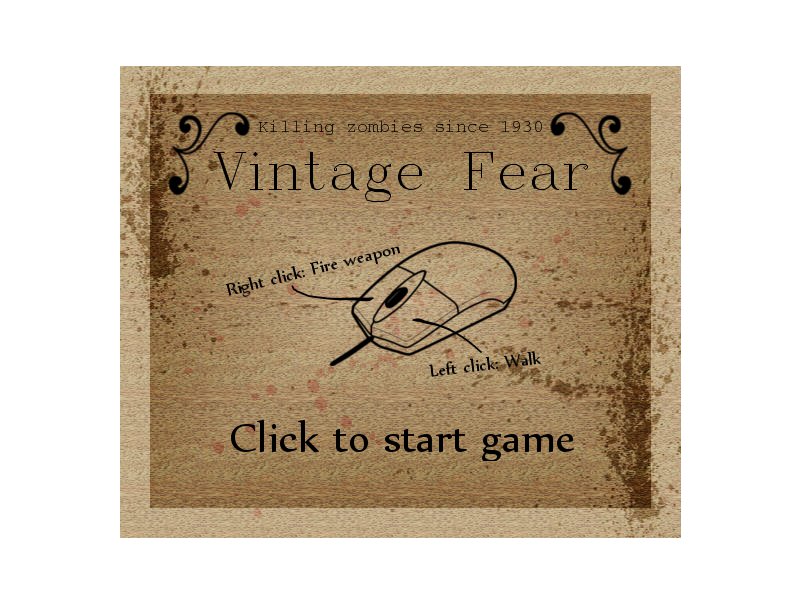 Killing zombies since 1930
Vintage Fear
Right click: Fire weapon
Left click: Walk
Click to start game